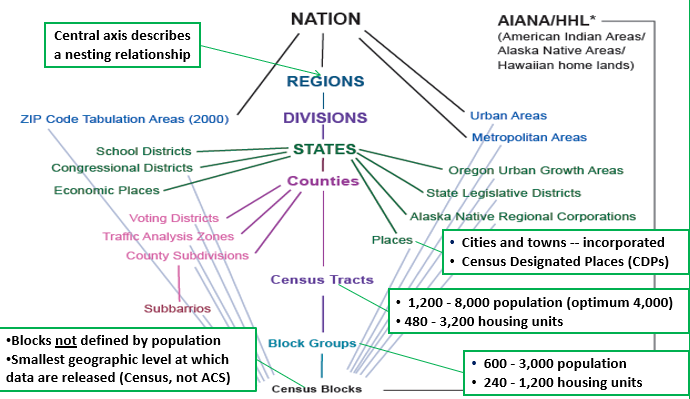 NATION
AIANA/HHL*
(American Indian Areas/
Alaska Native Areas/
Hawaiian home lands)
Central axis describes
a nesting relationship
REGIONS
DIVISIONS
ZIP Code Tabulation Areas (2000)
Urban Areas
Metropolitan Areas
STATES
School Districts
Congressional Districts
Economic Places
Oregon Urban Growth Areas
State Legislative Districts
Alaska Native Regional Corporations
Places
Counties
Voting Districts
Traffic Analysis Zones
County Subdivisions
Subbarrios
• Cities and towns -- incorporated
• Census Designated Places (CDPs)
Census Tracts
• 1,200 - 8,000 population (optimum 4,000)
• 480 - 3,200 housing units
Block Groups
• 600 - 3,000 population
• 240 - 1,200 housing units
•Blocks not defined by population
•Smallest geographic level at which
data are released (Census, not ACS)
Census Blocks